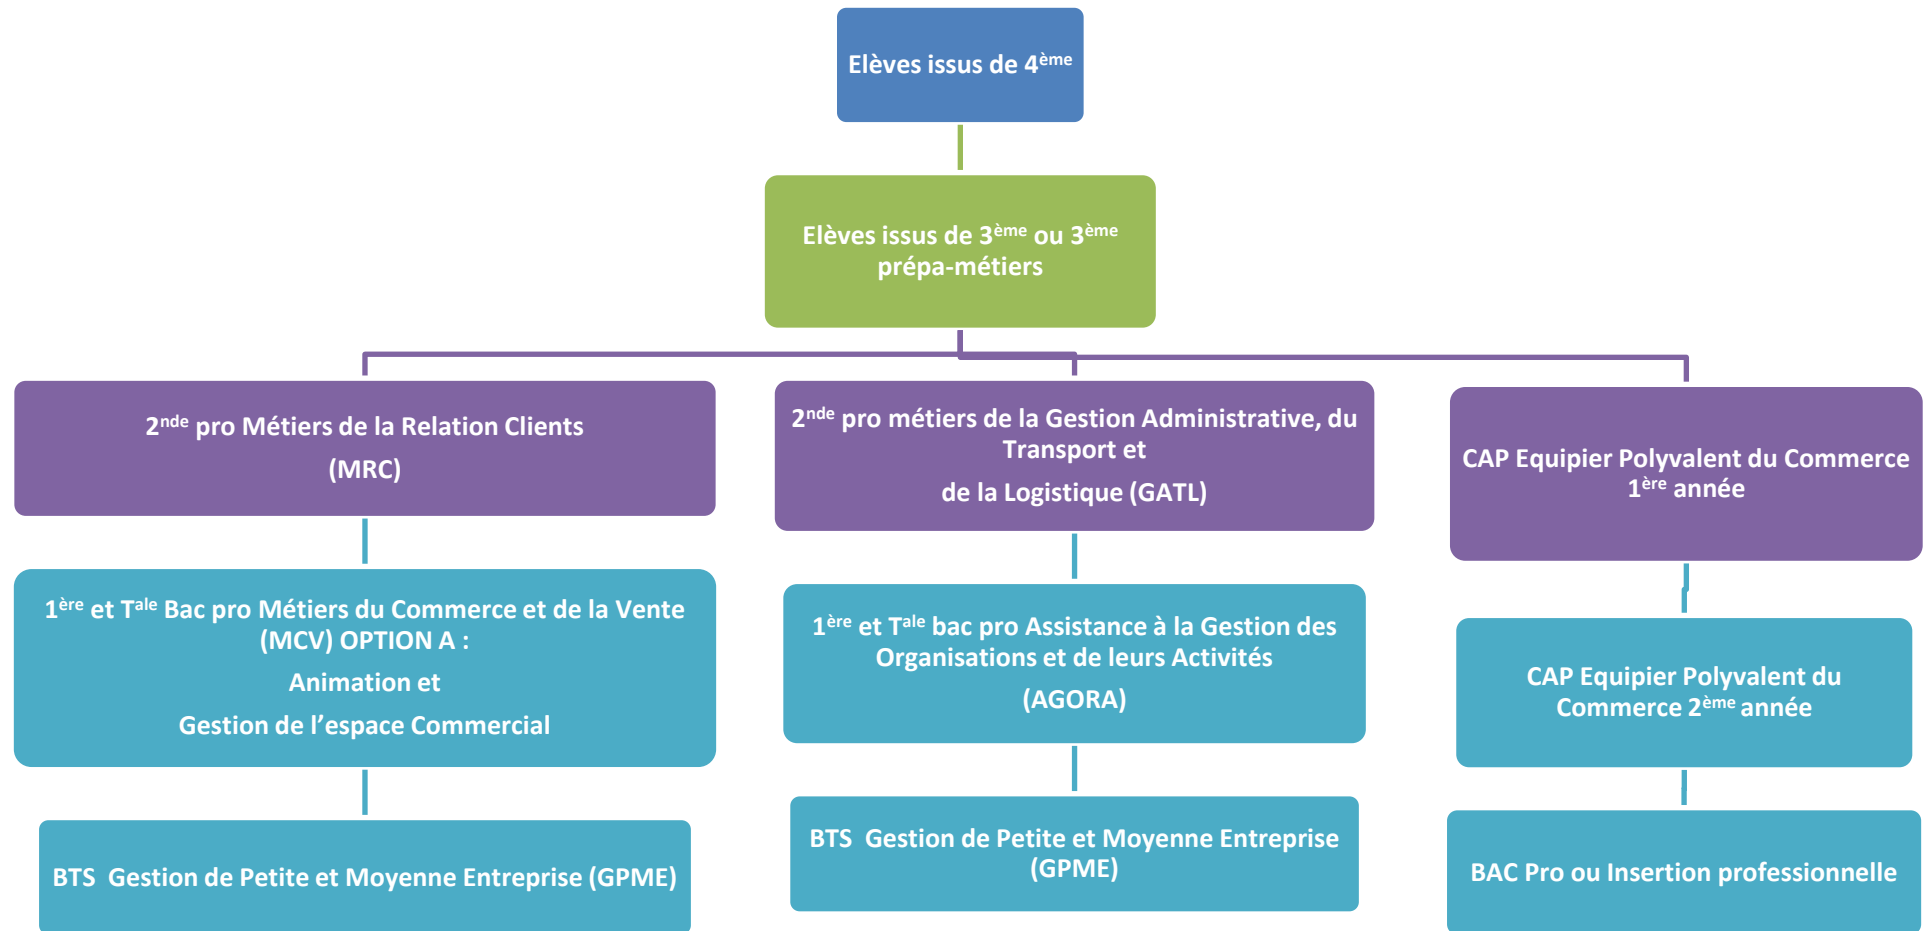 Elèves issus de 4ème
Elèves issus de 3ème ou 3ème
prépa-métiers
2nde pro Métiers de la Relation Clients
(MRC)
2nde pro métiers de la Gestion Administrative, du
Transport et
de la Logistique (GATL)
CAP Equipier Polyvalent du Commerce
1ère année
1ère et Tale Bac pro Métiers du Commerce et de la Vente
(MCV) OPTION A :
Animation et
Gestion de l’espace Commercial
1ère et Tale bac pro Assistance à la Gestion des
Organisations et de leurs Activités
(AGORA)
CAP Equipier Polyvalent du
Commerce 2ème année
BTS  Gestion de Petite et Moyenne Entreprise (GPME)
BTS  Gestion de Petite et Moyenne Entreprise
(GPME)
BAC Pro ou Insertion professionnelle